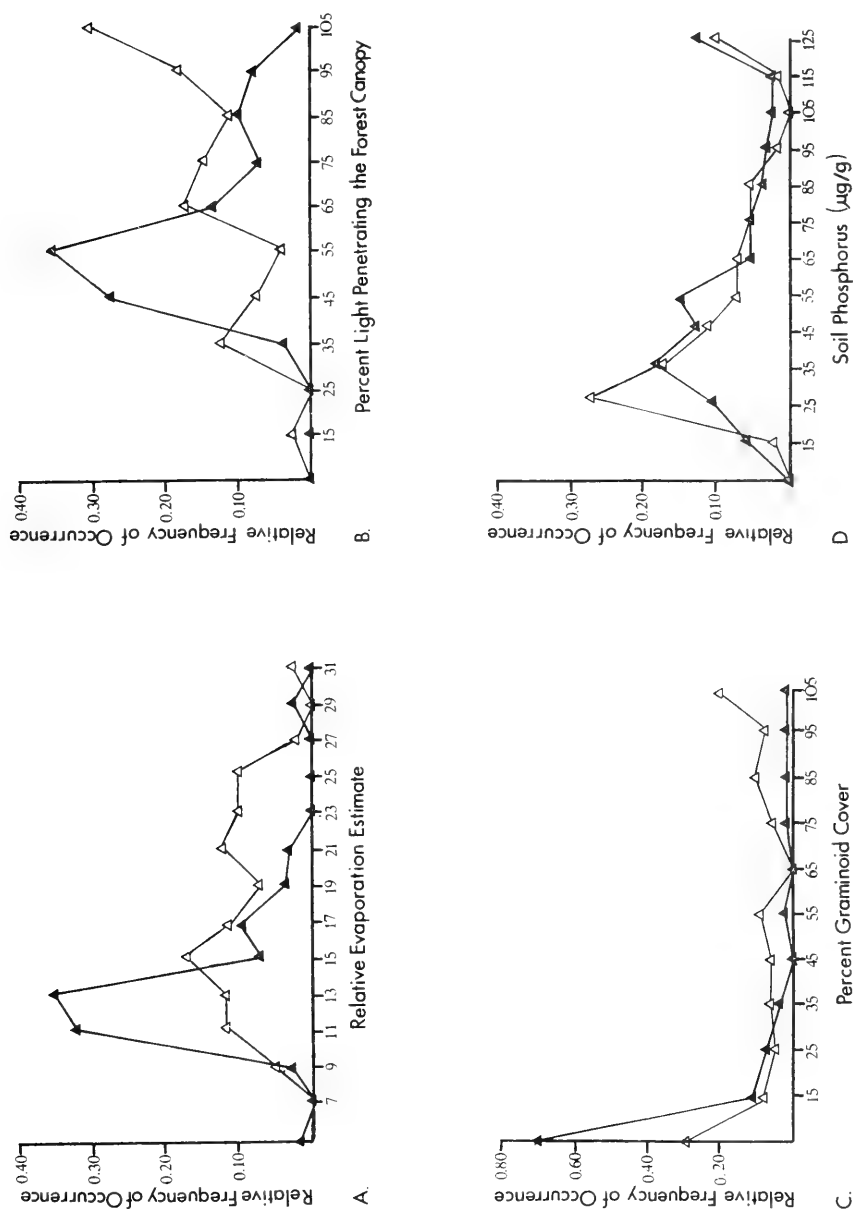 A.
Relative Frequency of Occurrence
0.40
0.30
0.20
0.10
7 9 11 13 15 17 19 21 23 25 27 29 31
Relative Evaporation Estimate
B.
Relative Frequency of Occurrence
0.40
0.30
0.20
0.10
15 25 35 45 55 65 75 85 95 105
Percent Light Penetrating the Forest Canopy
C.
Relative Frequency of Occurrence
0.80
0.60
0.40
0.20
15 25 35 45 55 65 75 85 95 105
Percent Graminoid Cover
D
Relative Frequency of Occurrence
0.40
0.30
0.20
0.10
15 25 35 45 55 65 75 85 95 105 115 125
Soil Phosphorus (µg/g)